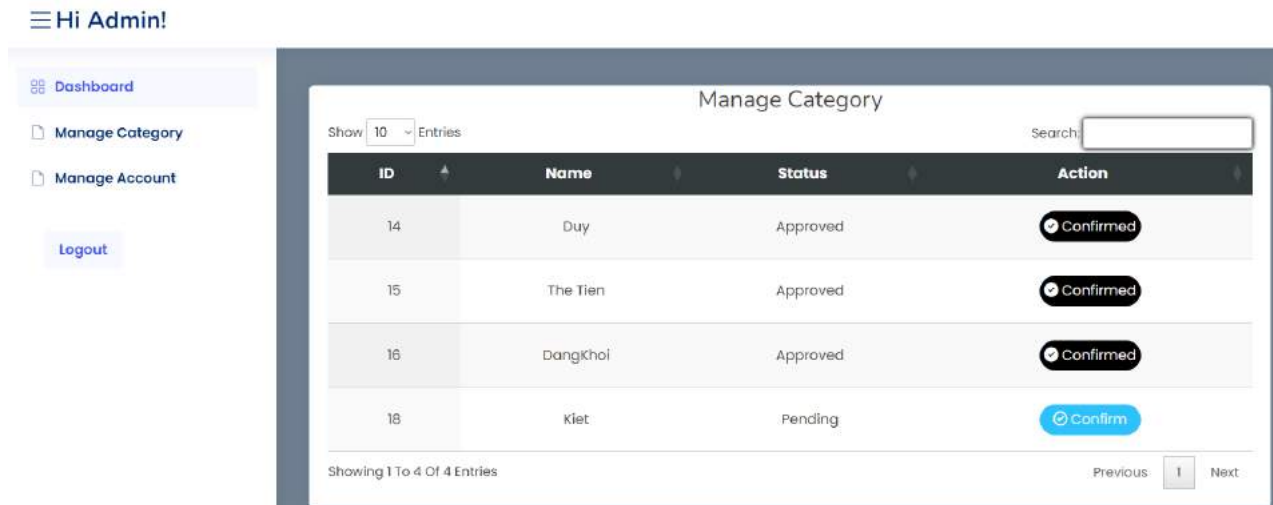 Hi Admin!
Dashboard
Manage Category
Manage Account
Logout
Manage Category
Show 10 Entries
Search:
ID Name Status Action
14 Duy Approved Confirmed
15 The Tien Approved Confirmed
16 DangKhoi Approved Confirmed
18 Kiet Pending Confirm
Showing 1 To 4 Of 4 Entries
Previous 1 Next